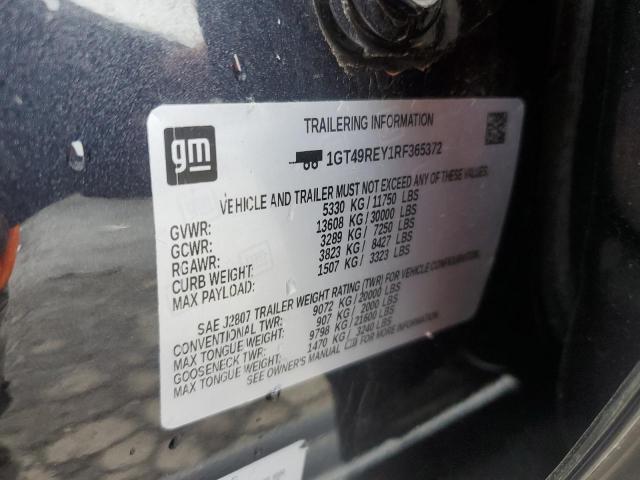 gm
TRAILERING INFORMATION
1GT49REY1RF365372
VEHICLE AND TRAILER MUST NOT EXCEED ANY OF THESE VALUES:
GVWR: 5330 KG/11750 LBS
GCWR: 13608 KG/30000 LBS
RGAWR: 3289 KG/ 7250 LBS
CURB WEIGHT: 3823 KG/ 8427 LBS
MAX PAYLOAD: 1507 KG/ 3323 LBS
SAE J2807 TRAILER WEIGHT RATING (TWR) FOR VEHICLE CONFIGURATION.
CONVENTIONAL TWR: 9072 KG/20000 LBS
MAX TONGUE WEIGHT: 907 KG/ 2000 LBS
GOOSENECK TWR: 9798 KG/21600 LBS
MAX TONGUE WEIGHT: 1470 KG/ 3240 LBS
SEE OWNER'S MANUAL FOR MORE INFORMATION.